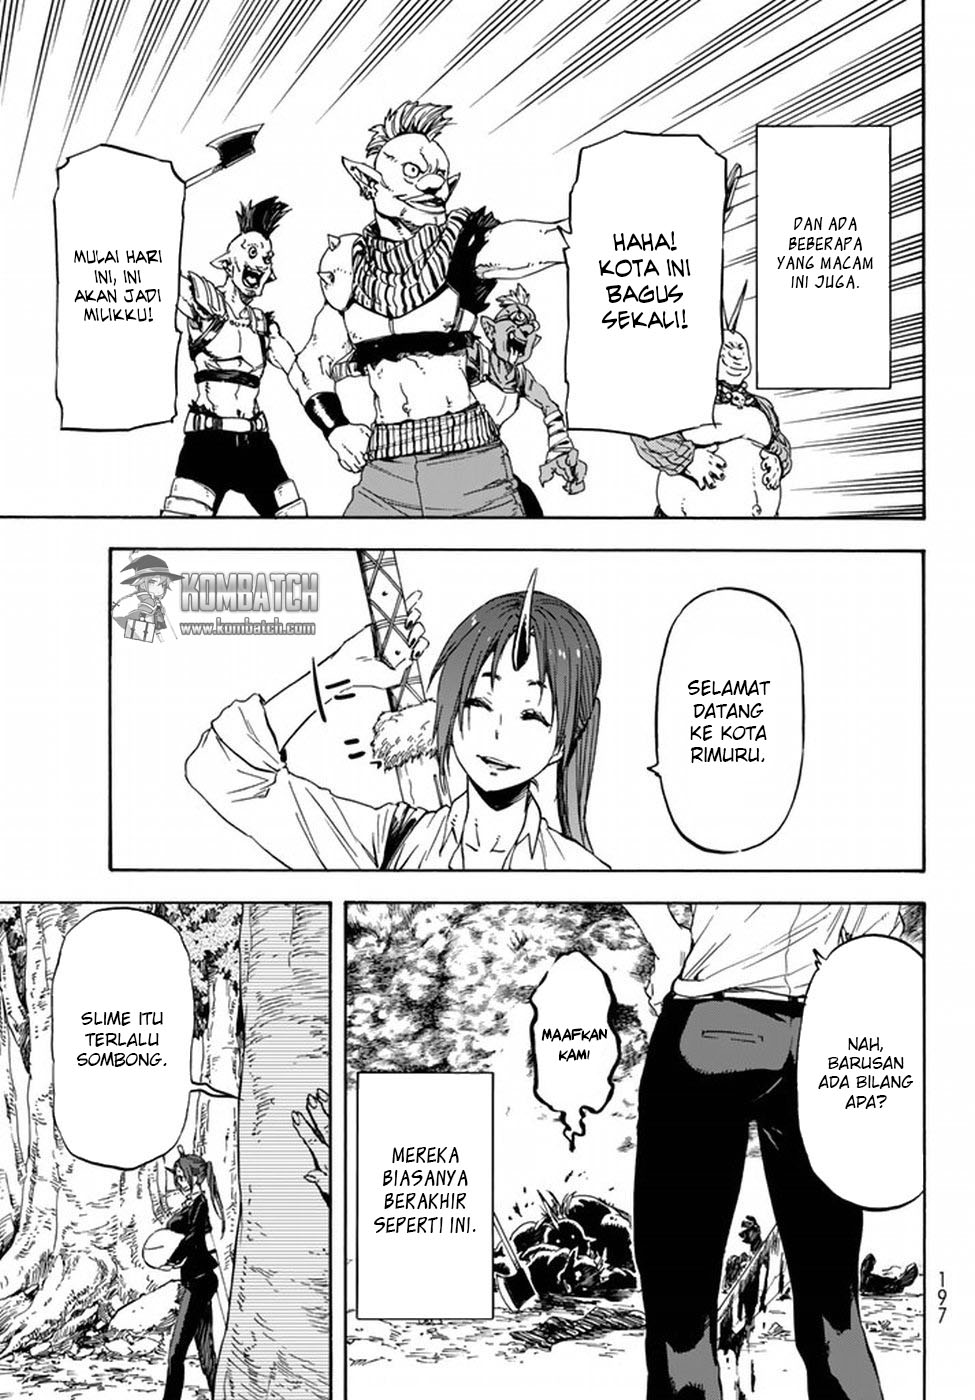 DAN ADA
BEBERAPA
YANG MACAM
INI JUGA.
HAHA!
KOTA INI
BAGUS
SEKALI!
MULAI HARI
INI, INI
AKAN JADI
MILIKKU!
KOMBATCH
www.kombatch.com
SELAMAT
DATANG
KE KOTA
RIMURU.
NAH,
BARUSAN
ADA BILANG
APA?
MAAFKAN
KAMI
MEREKA
BIASANYA
BERAKHIR
SEPERTI INI.
SLIME ITU
TERLALU
SOMBONG.
197